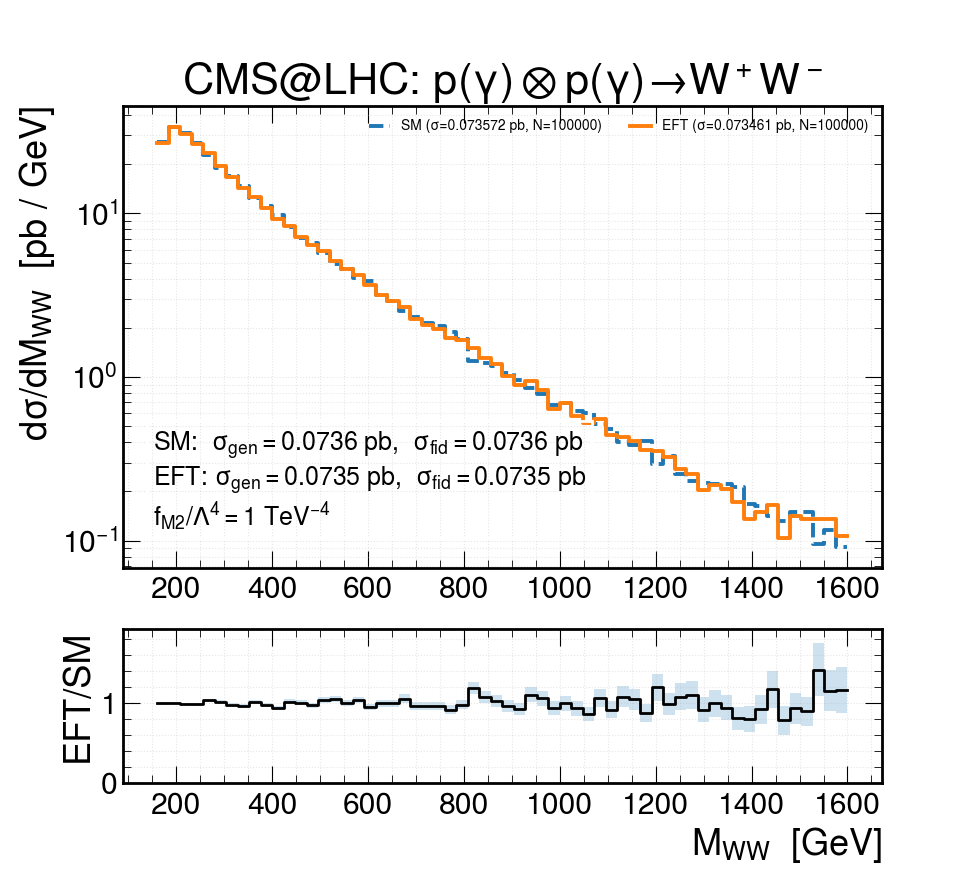 CMS@LHC: p(γ)⊗p(γ)→W⁺W⁻
SM (σ=0.073572 pb, N=100000) EFT (σ=0.073461 pb, N=100000)
dσ/dM_WW [pb / GeV]
10¹
10⁰
10⁻¹
SM: σ_gen = 0.0736 pb, σ_fid = 0.0736 pb
EFT: σ_gen = 0.0735 pb, σ_fid = 0.0735 pb
f_M2/Λ⁴ = 1 TeV⁻⁴
200 400 600 800 1000 1200 1400 1600
EFT/SM
1
0
200 400 600 800 1000 1200 1400 1600
M_WW [GeV]